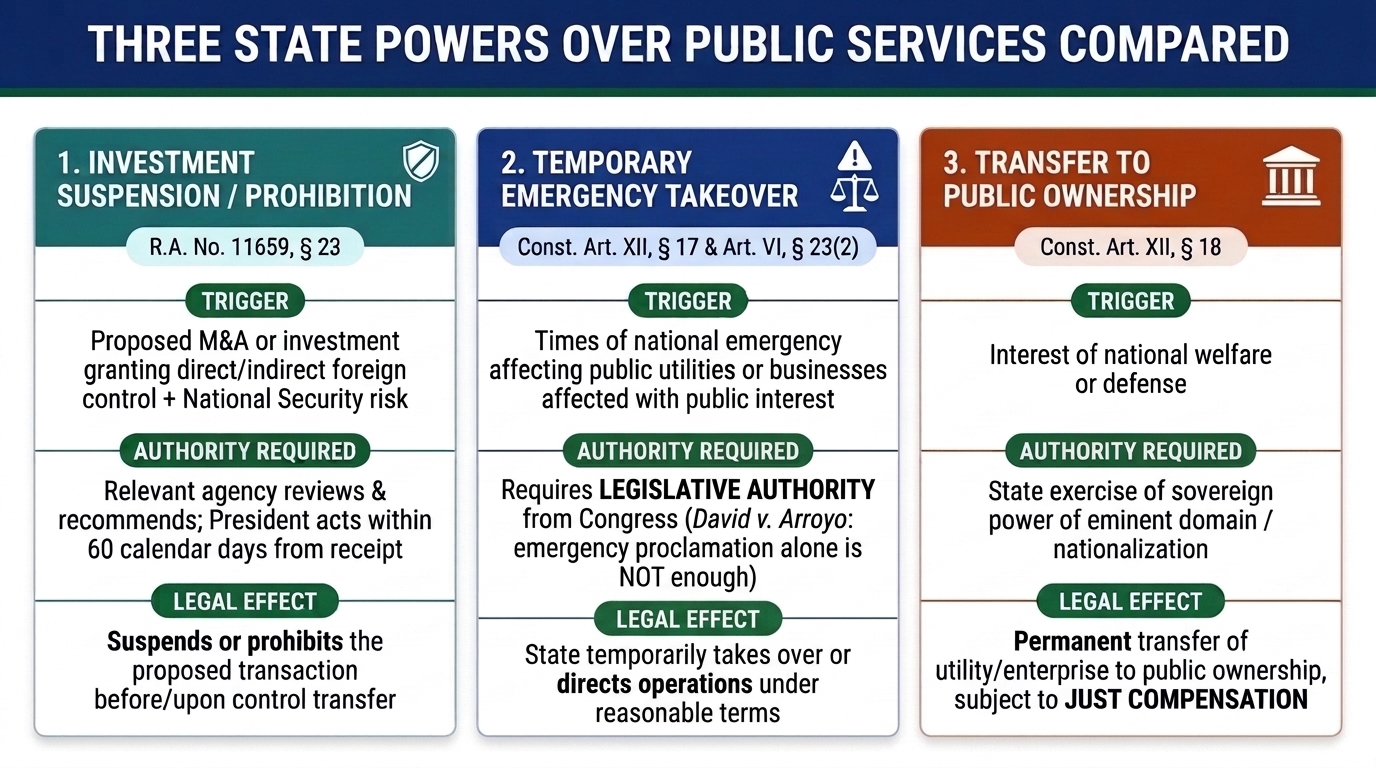 THREE STATE POWERS OVER PUBLIC SERVICES COMPARED
1. INVESTMENT
SUSPENSION / PROHIBITION
R.A. No. 11659, § 23
TRIGGER
Proposed M&A or investment
granting direct/indirect foreign
control + National Security risk
AUTHORITY REQUIRED
Relevant agency reviews &
recommends; President acts within
60 calendar days from receipt
LEGAL EFFECT
Suspends or prohibits the
proposed transaction
before/upon control transfer
2. TEMPORARY
EMERGENCY TAKEOVER
Const. Art. XII, § 17 & Art. VI, § 23(2)
TRIGGER
Times of national emergency
affecting public utilities or businesses
affected with public interest
AUTHORITY REQUIRED
Requires LEGISLATIVE AUTHORITY
from Congress (David v. Arroyo:
emergency proclamation alone is
NOT enough)
LEGAL EFFECT
State temporarily takes over or
directs operations under
reasonable terms
3. TRANSFER TO
PUBLIC OWNERSHIP
Const. Art. XII, § 18
TRIGGER
Interest of national welfare
or defense
AUTHORITY REQUIRED
State exercise of sovereign
power of eminent domain /
nationalization
LEGAL EFFECT
Permanent transfer of
utility/enterprise to public ownership,
subject to JUST COMPENSATION